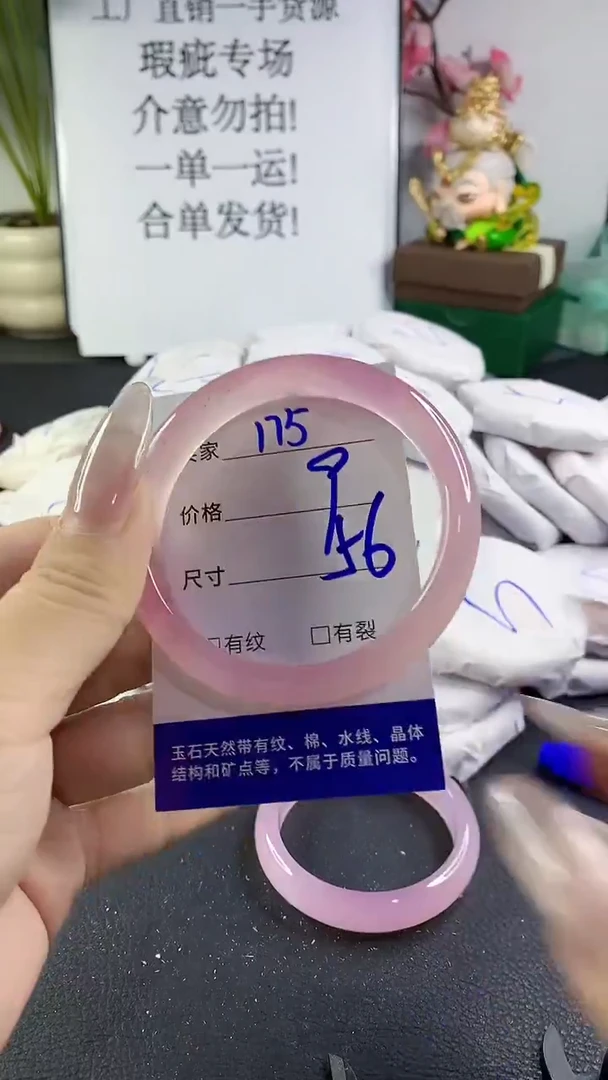 工厂直销一手货源
瑕疵专场
介意勿拍!
一单一运!
合单发货!
家 175
价格
尺寸 56
□有纹 □有裂
玉石天然带有纹、棉、水线、晶体
结构和矿点等，不属于质量问题。